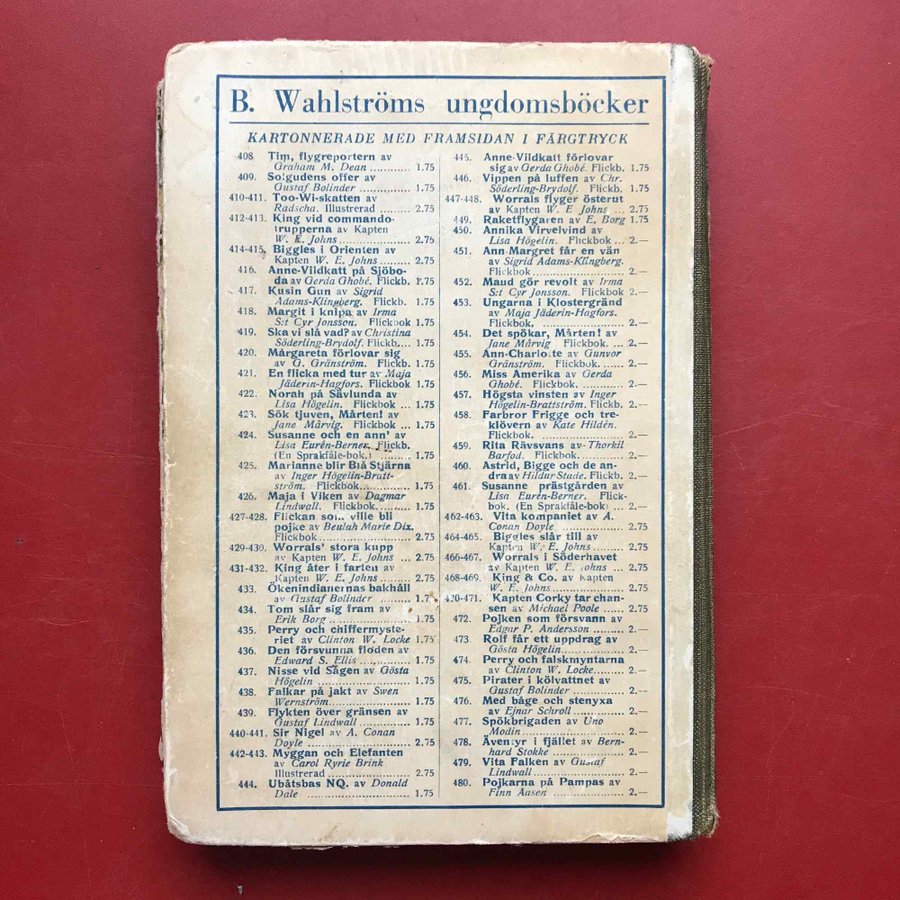 B. Wahlströms ungdomsböcker
KARTONNERADE MED FRAMSIDAN I FÄRGTRYCK
408 Tim, flygreportern av
Graham M. Dean ............ 1.75
409. Solgudens offer av
Gustaf Bolinder ............ 1.75
410-411. Too-Wi-skatten av
Radscha. Illustrerad ........ 2.75
412-413. King vid commando-
trupperna av Kapten
W. E. Johns .................. 2.75
414-415. Biggles i Orienten av
Kapten W. E. Johns ........ 2.75
416. Anne-Vildkatt på Sjöbo-
da av Gerda Ghobé. Flickb. 1.75
417. Kusin Gun av Sigrid
Adams-Klingberg. Flickb. 1.75
418. Margit i knipa av Irma
S:t Cyr Jonsson. Flickbok 1.75
419. Ska vi slå vad? av Christina
Söderling-Brydolf. Flickb.... 1.75
420. Margareta förlovar sig
av G. Gränström. Flickb. 1.75
421. En flicka med tur av Maja
Jäderin-Hagfors. Flickbok 1.75
422. Norah på Sävlunda av
Lisa Högelin. Flickbok ... 1.75
423. Sök tjuven, Mårten! av
Jane Mårvig. Flickbok ... 1.75
424. Susanne och en ann' av
Lisa Eurén-Berner. Flickb.
(En Sprakfåle-bok.) ........ 1.75
425. Marianne blir Blå Stjärna
av Inger Högelin-Bratt-
ström. Flickbok............. 1.75
426. Maja i Viken av Dagmar
Lindwall. Flickbok.......... 1.75
427-428. Flickan som ville bli
pojke av Beulah Marie Dix.
Flickbok ..................... 2.75
429-430. Worrals' stora kupp
av Kapten W. E. Johns ... 2.75
431-432. King åter i farten av
Kapten W. E. Johns ........ 2.75
433. Ökenindianernas bakhåll
av Gustaf Bolinder ........ 1.7
434. Tom slår sig fram av
Erik Borg ................... 1.75
435. Perry och chiffermyste-
riet av Clinton W. Locke 1.75
436. Den försvunna floden av
Edward S. Ellis ............ 1.75
437. Nisse vid Sågen av Gösta
Högelin ...................... 1.75
438. Falkar på jakt av Swen
Wernström.................. 1.75
439. Flykten över gränsen av
Gustaf Lindwall ............ 1.75
440-441. Sir Nigel av A. Conan
Doyle ........................ 2.75
442-443. Myggan och Elefanten
av Carol Ryrie Brink
Illustrerad .................. 2.75
444. Ubåtsbas NQ. av Donald
Dale ......................... 1.75
445. Anne-Vildkatt förlovar
sig av Gerda Ghobé. Flickb. 1.75
446. Vippen på luffen av Chr.
Söderling-Brydolf. Flickb. 1.75
447-448. Worrals flyger österut
av Kapten W. E Johns ... 2.75
449. Raketflygaren av E. Borg 1.75
450. Annika Virvelvind av
Lisa Högelin. Flickbok ... 2.—
451. Ann-Margret får en vän
av Sigrid Adams-Klingberg.
Flickbok ..................... 2.—
452. Maud gör revolt av Irma
S:t Cyr Jonsson. Flickbok 2.—
453. Ungarna i Klostergränd
av Maja Jäderin-Hagfors.
Flickbok. .................... 2.—
454. Det spökar, Mårten! av
Jane Mårvig Flickbok. ... 2.—
455. Ann-Charlotte av Gunvor
Gränström. Flickbok. ...... 2.—
456. Miss Amerika av Gerda
Ghobé. Flickbok. ........... 2.—
457. Högsta vinsten av Inger
Högelin-Brattström. Flickb. 2.—
458. Farbror Frigge och tre-
klövern av Kate Hildén.
Flickbok. .................... 2.—
459. Rita Rävsvans av Thorkil
Barfod. Flickbok. .......... 2.—
460. Astrid, Bigge och de an-
dra av Hildur Stade. Flickb. 2.—
461. Susanne prästgården av
Lisa Eurén-Berner. Flick-
bok. (En Sprakfåle-bok) ... 2.—
462-463. Vita kompaniet av A.
Conan Doyle ................ 2.75
464-465. Biggles slår till av
Kapten W. E. Johns........ 2.75
466-467. Worrals i Söderhavet
av Kapten W. E. Johns ... 2.75
468-469. King & Co. av Kapten
W. E. Johns................. 2.75
470-471. Kapten Corky tar chan-
sen av Michael Poole ..... 2.75
472. Pojken som försvann av
Edgar P. Andersson ........ 2.—
473. Rolf får ett uppdrag av
Gösta Högelin............... 2.—
474. Perry och falskmyntarna
av Clinton W. Locke....... 2.—
475. Pirater i kölvattnet av
Gustaf Bolinder ............ 2.—
476. Med båge och stenyxa
av Ejnar Schroll ............ 2.—
477. Spökbrigaden av Uno
Modin ........................ 2.—
478. Äventyr i fjället av Bern-
hard Stokke ................. 2.—
479. Vita Falken av Gustaf
Lindwall ..................... 2.—
480. Pojkarna på Pampas av
Finn Aasen .................. 2.—